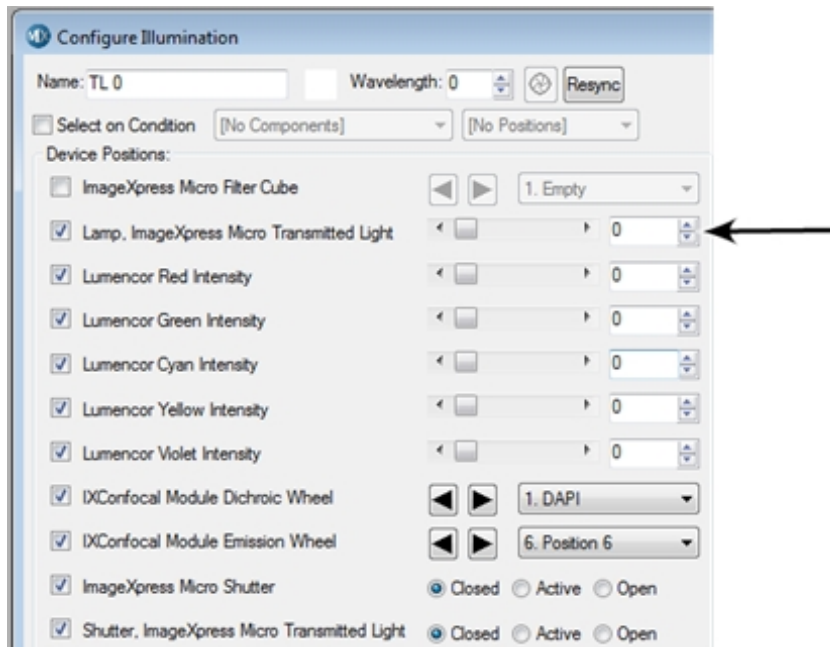 MX Configure Illumination
Name: TL 0 Wavelength: 0 Resync
Select on Condition [No Components] [No Positions]
Device Positions:
ImageXpress Micro Filter Cube 1. Empty
Lamp, ImageXpress Micro Transmitted Light 0
Lumencor Red Intensity 0
Lumencor Green Intensity 0
Lumencor Cyan Intensity 0
Lumencor Yellow Intensity 0
Lumencor Violet Intensity 0
IXConfocal Module Dichroic Wheel 1. DAPI
IXConfocal Module Emission Wheel 6. Position 6
ImageXpress Micro Shutter Closed Active Open
Shutter, ImageXpress Micro Transmitted Light Closed Active Open